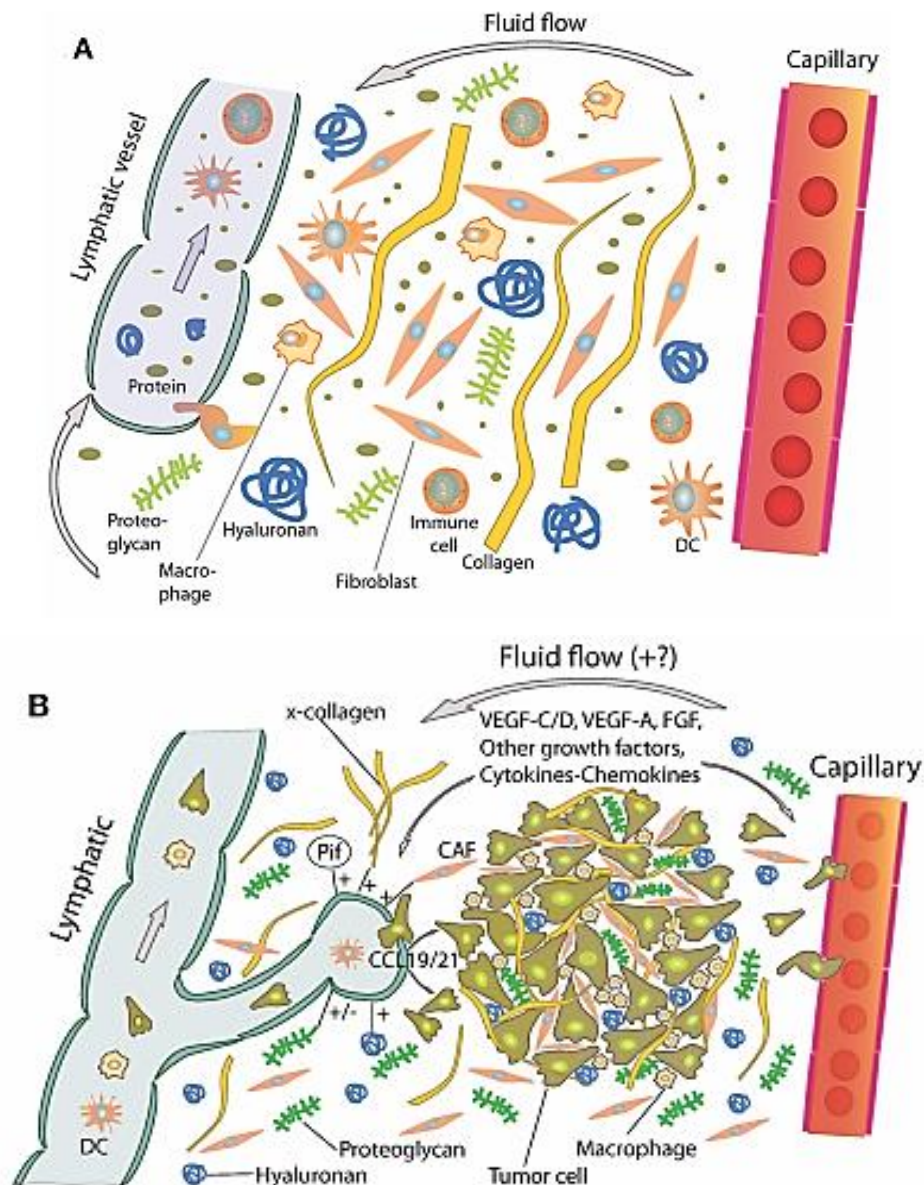 A
Fluid flow
Capillary
Lymphatic vessel
Protein
Proteo-
glycan
Macro-
phage
Hyaluronan
Fibroblast
Immune
cell
Collagen
DC
B
Fluid flow (+?)
x-collagen
VEGF-C/D, VEGF-A, FGF,
Other growth factors,
Cytokines-Chemokines
Capillary
Lymphatic
Pif
CAF
+
+
+
CCL19/21
+/-
+
DC
Proteoglycan
Hyaluronan
Macrophage
Tumor cell